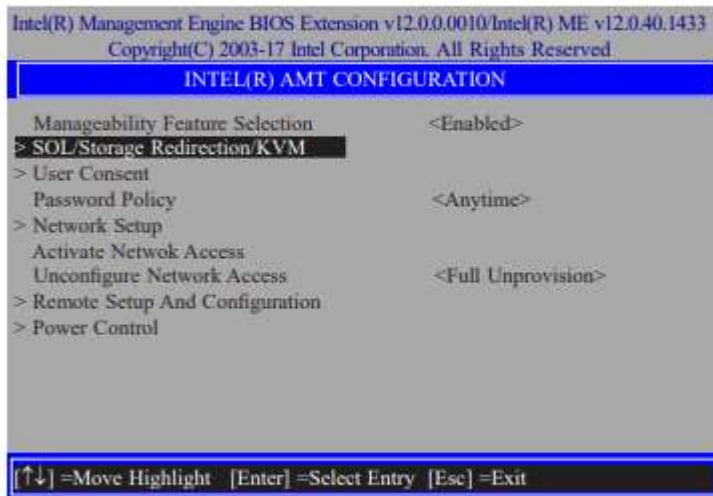 Intel(R) Management Engine BIOS Extension v12.0.0.0010/Intel(R) ME v12.0.40.1433
Copyright(C) 2003-17 Intel Corporation. All Rights Reserved
INTEL(R) AMT CONFIGURATION
Manageability Feature Selection <Enabled>
> SOL/Storage Redirection/KVM
> User Consent
Password Policy <Anytime>
> Network Setup
Activate Netwok Access
Unconfigure Network Access <Full Unprovision>
> Remote Setup And Configuration
> Power Control
[↑↓] =Move Highlight [Enter] =Select Entry [Esc] =Exit